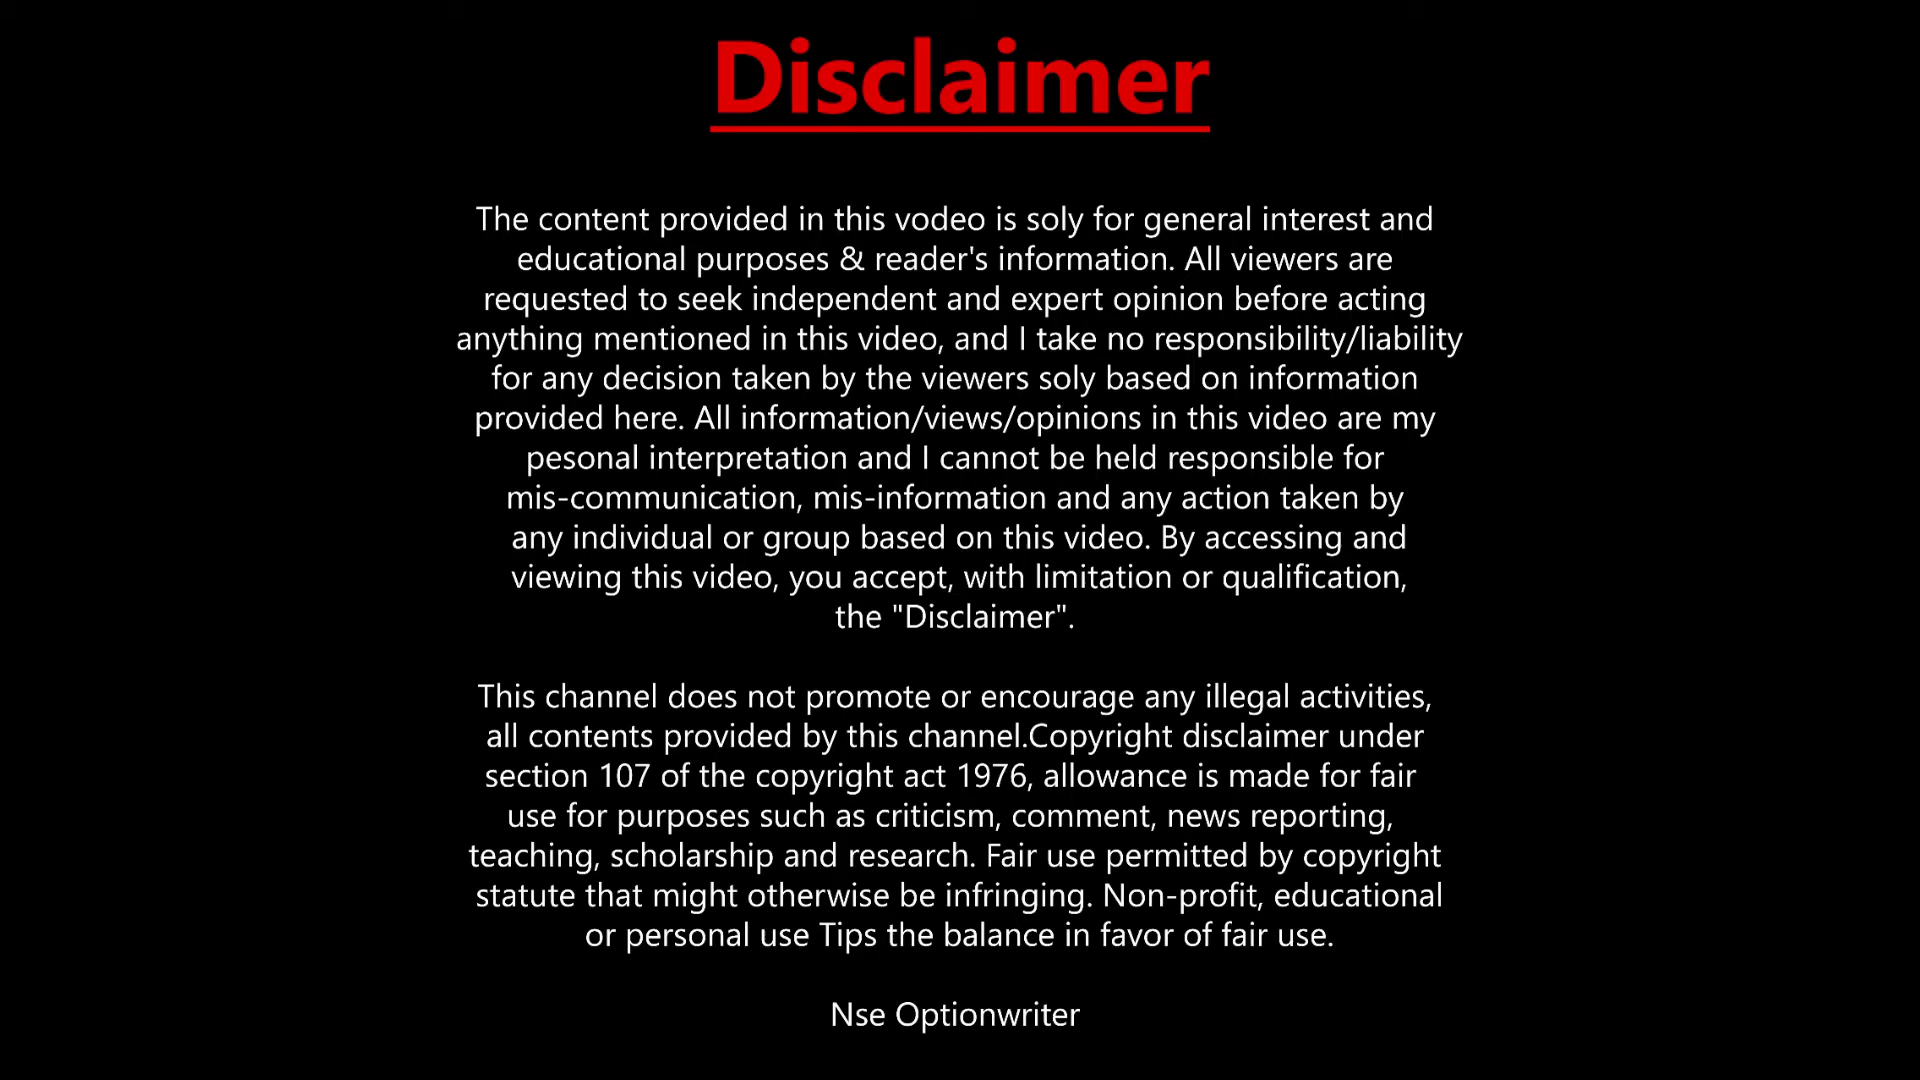 Disclaimer
The content provided in this vodeo is soly for general interest and
educational purposes & reader's information. All viewers are
requested to seek independent and expert opinion before acting
anything mentioned in this video, and I take no responsibility/liability
for any decision taken by the viewers soly based on information
provided here. All information/views/opinions in this video are my
pesonal interpretation and I cannot be held responsible for
mis-communication, mis-information and any action taken by
any individual or group based on this video. By accessing and
viewing this video, you accept, with limitation or qualification,
the "Disclaimer".
This channel does not promote or encourage any illegal activities,
all contents provided by this channel.Copyright disclaimer under
section 107 of the copyright act 1976, allowance is made for fair
use for purposes such as criticism, comment, news reporting,
teaching, scholarship and research. Fair use permitted by copyright
statute that might otherwise be infringing. Non-profit, educational
or personal use Tips the balance in favor of fair use.
Nse Optionwriter